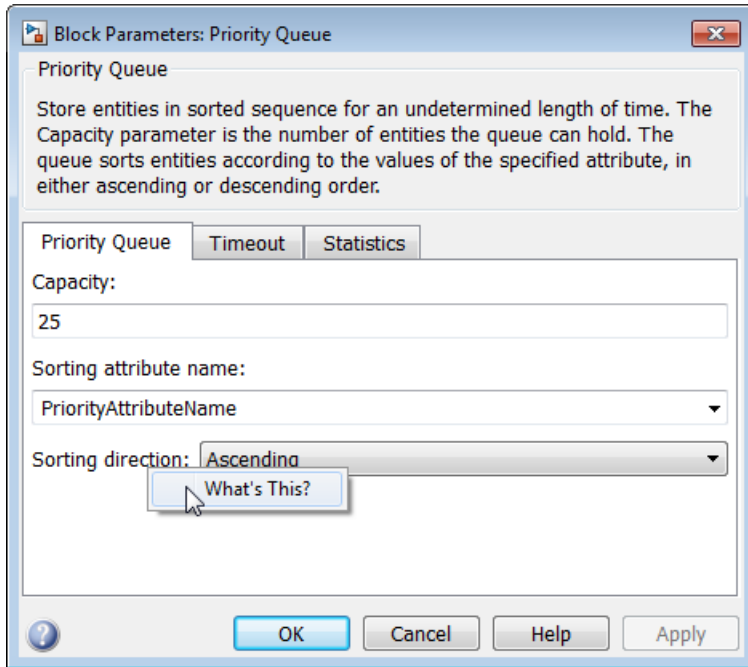 Block Parameters: Priority Queue
Priority Queue
Store entities in sorted sequence for an undetermined length of time. The
Capacity parameter is the number of entities the queue can hold. The
queue sorts entities according to the values of the specified attribute, in
either ascending or descending order.
Priority Queue Timeout Statistics
Capacity:
25
Sorting attribute name:
PriorityAttributeName
Sorting direction: Ascending
What's This?
OK Cancel Help Apply